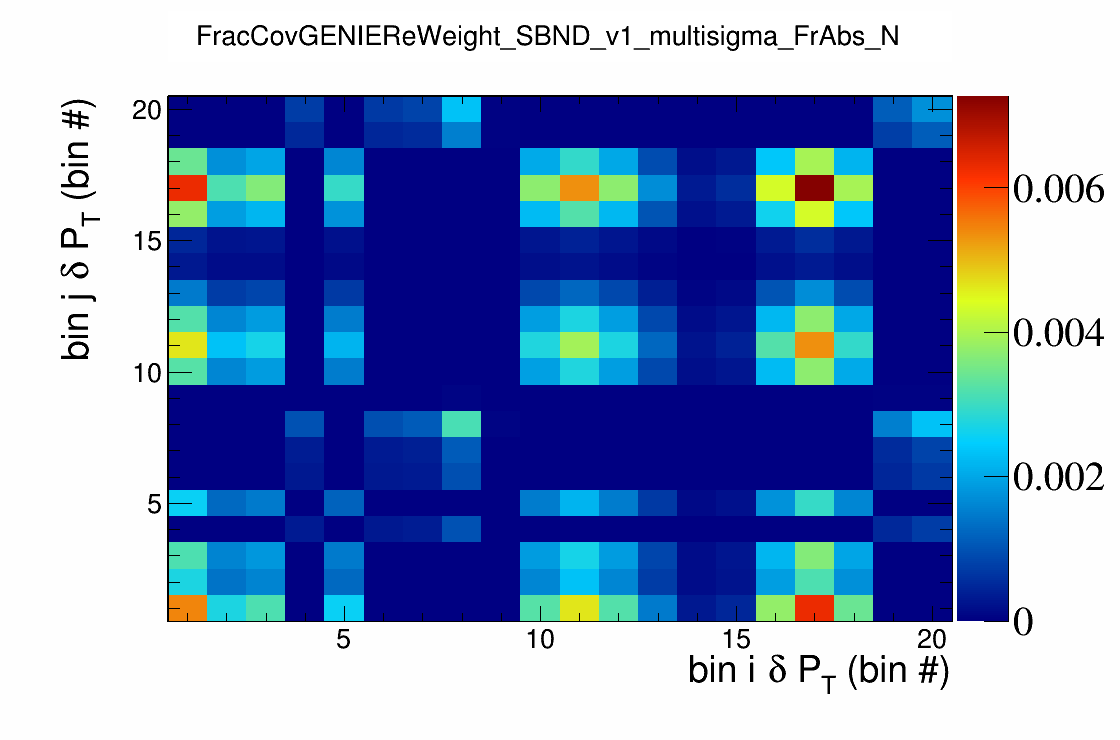 FracCovGENIEReWeight_SBND_v1_multisigma_FrAbs_N
bin j δ P_T (bin #)
20
15
10
5
5 10 15 20
bin i δ P_T (bin #)
0.006
0.004
0.002
0